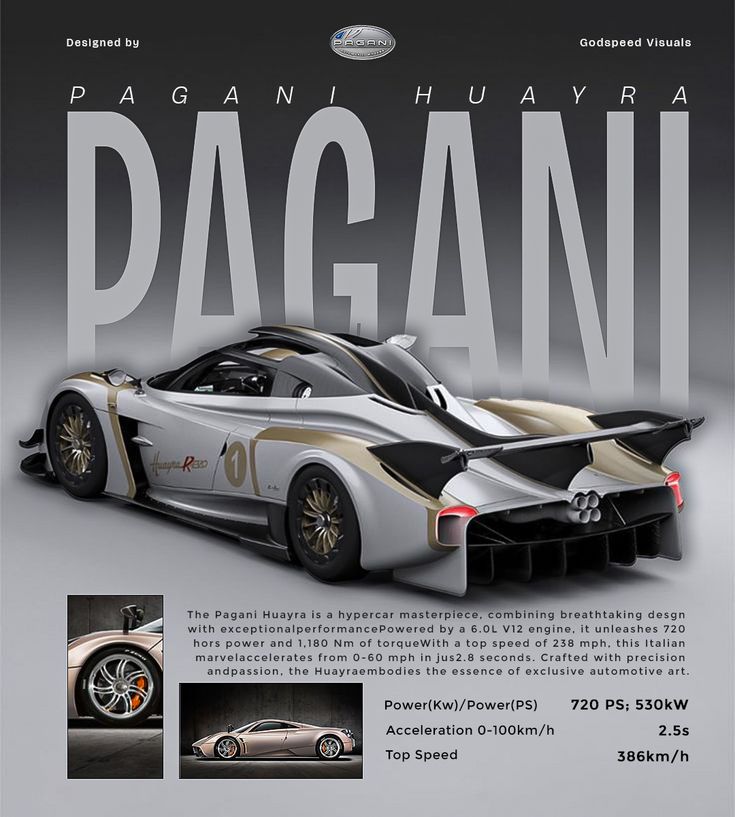 Designed by
PAGANI
Godspeed Visuals
PAGANI HUAYRA
PAGANI
Huayra R
1
The Pagani Huayra is a hypercar masterpiece, combining breathtaking desgn
with exceptionalperformancePowered by a 6.0L V12 engine, it unleashes 720
hors power and 1,180 Nm of torqueWith a top speed of 238 mph, this Italian
marvelaccelerates from 0-60 mph in jus2.8 seconds. Crafted with precision
andpassion, the Huayraembodies the essence of exclusive automotive art.
Power(Kw)/Power(PS) 720 PS; 530kW
Acceleration 0-100km/h 2.5s
Top Speed 386km/h